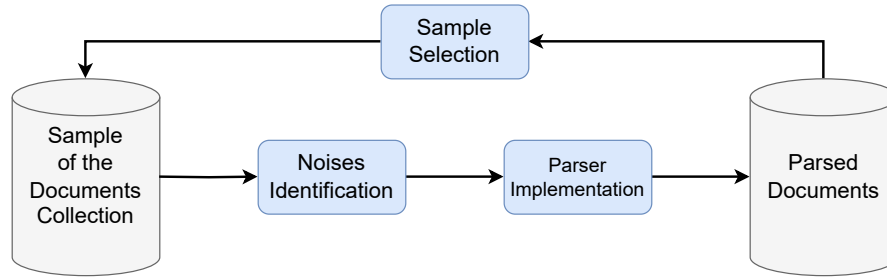 Sample
Selection
Sample
of the
Documents
Collection
Noises
Identification
Parser
Implementation
Parsed
Documents